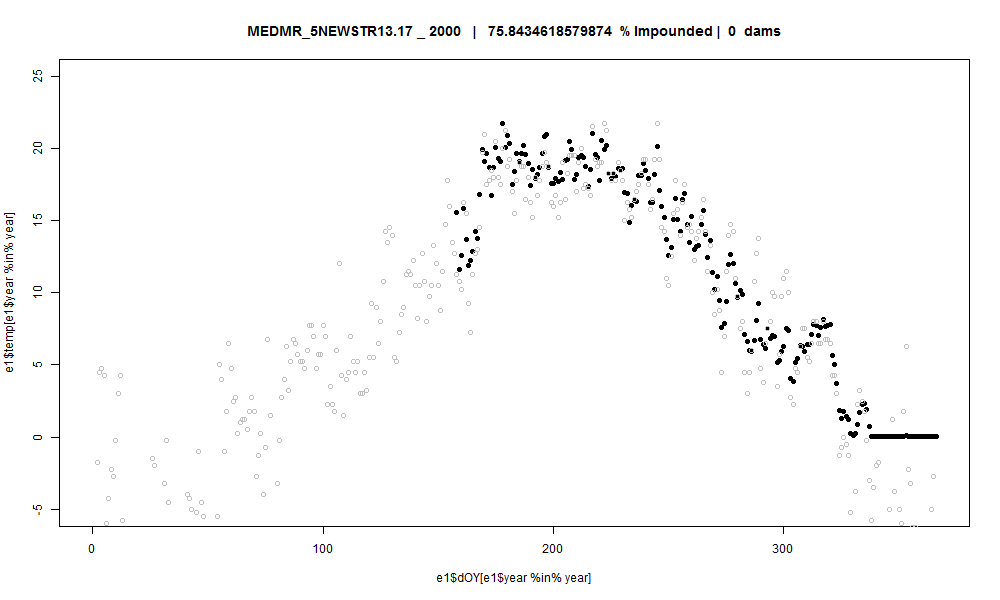 MEDMR_5NEWSTR13.17 _ 2000 | 75.8434618579874 % Impounded | 0 dams
e1$temp[e1$year %in% year]
25
20
15
10
5
0
-5
0 100 200 300
e1$dOY[e1$year %in% year]